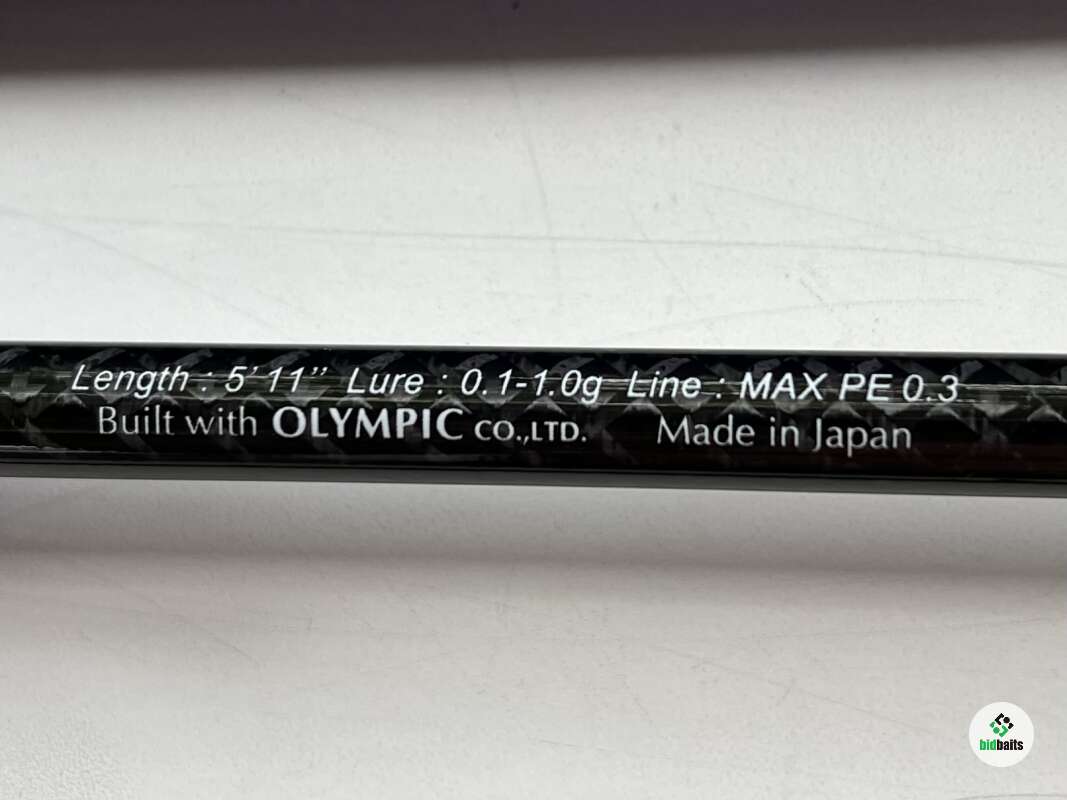 Length : 5' 11" Lure : 0.1-1.0g Line : MAX PE 0.3
Built with OLYMPIC CO.,LTD. Made in Japan
bidbaits